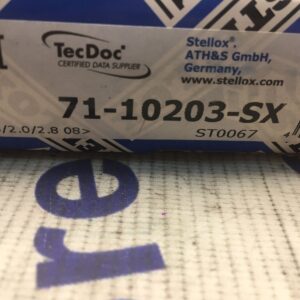 TecDoc®
CERTIFIED DATA SUPPLIER
Stellox®,
ATH&S GmbH,
Germany,
www.stellox.com
71-10203-SX
/2.0/2.8 08>
ST0067
re